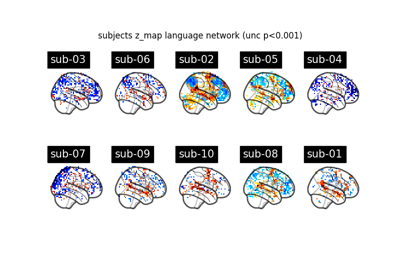 subjects z_map language network (unc p<0.001)
sub-03 sub-06 sub-02 sub-05 sub-04
sub-07 sub-09 sub-10 sub-08 sub-01